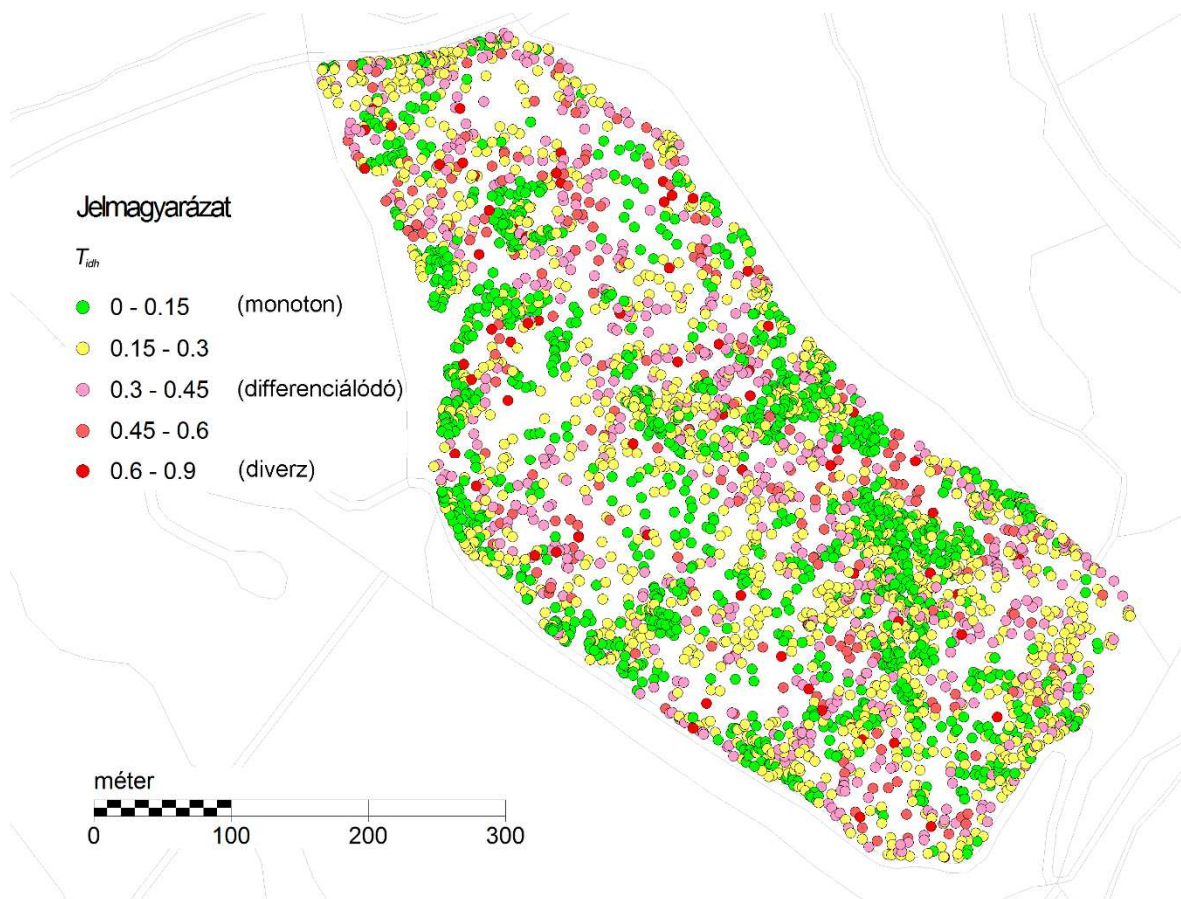 Jelmagyarázat
T_idh
0 - 0.15 (monoton)
0.15 - 0.3
0.3 - 0.45 (differenciálódó)
0.45 - 0.6
0.6 - 0.9 (diverz)
méter
0 100 200 300